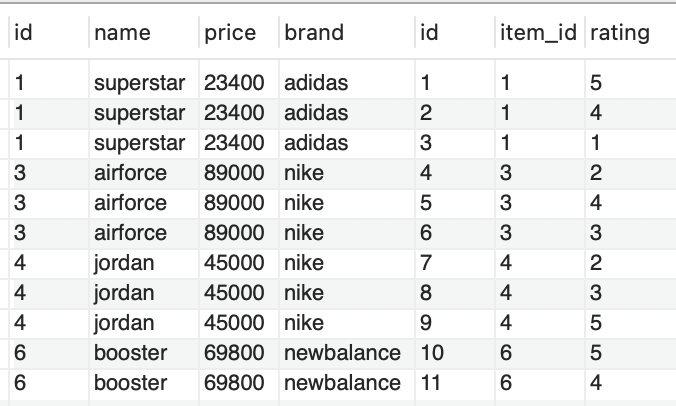 id name price brand id item_id rating
1 superstar 23400 adidas 1 1 5
1 superstar 23400 adidas 2 1 4
1 superstar 23400 adidas 3 1 1
3 airforce 89000 nike 4 3 2
3 airforce 89000 nike 5 3 4
3 airforce 89000 nike 6 3 3
4 jordan 45000 nike 7 4 2
4 jordan 45000 nike 8 4 3
4 jordan 45000 nike 9 4 5
6 booster 69800 newbalance 10 6 5
6 booster 69800 newbalance 11 6 4